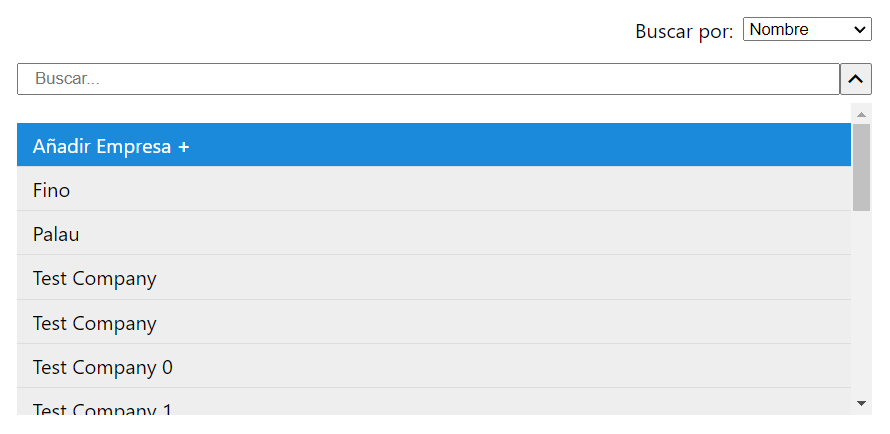 Buscar por: Nombre
Buscar...
Añadir Empresa +
Fino
Palau
Test Company
Test Company
Test Company 0
Test Company 1